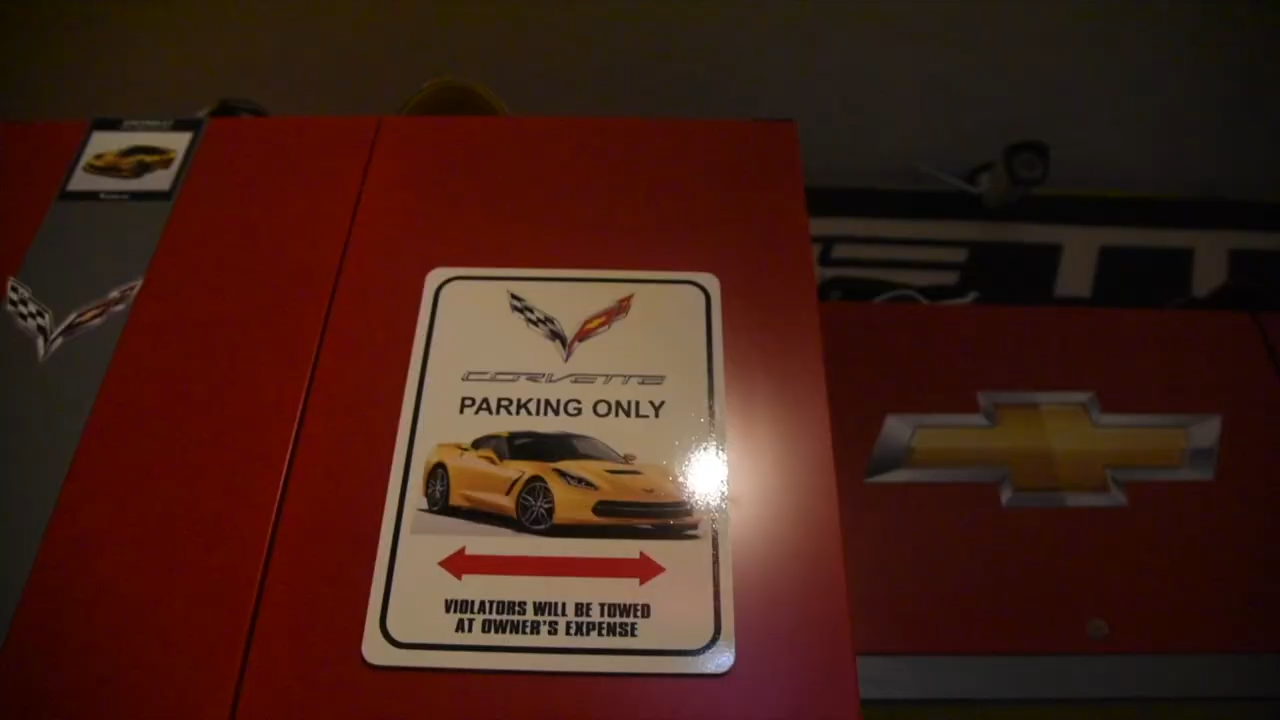 CORVETTE
PARKING ONLY
VIOLATORS WILL BE TOWED
AT OWNER'S EXPENSE